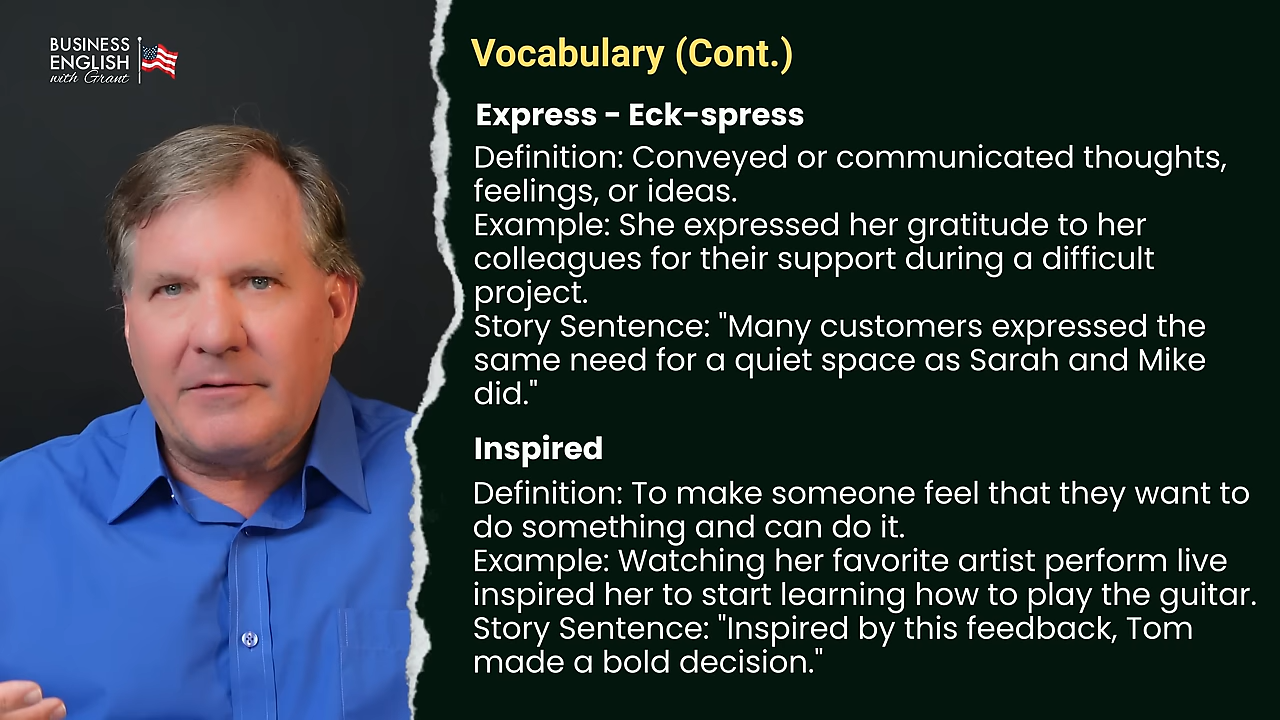 BUSINESS
ENGLISH
with Grant
Vocabulary (Cont.)
Express - Eck-spress
Definition: Conveyed or communicated thoughts,
feelings, or ideas.
Example: She expressed her gratitude to her
colleagues for their support during a difficult
project.
Story Sentence: "Many customers expressed the
same need for a quiet space as Sarah and Mike
did."
Inspired
Definition: To make someone feel that they want to
do something and can do it.
Example: Watching her favorite artist perform live
inspired her to start learning how to play the guitar.
Story Sentence: "Inspired by this feedback, Tom
made a bold decision."